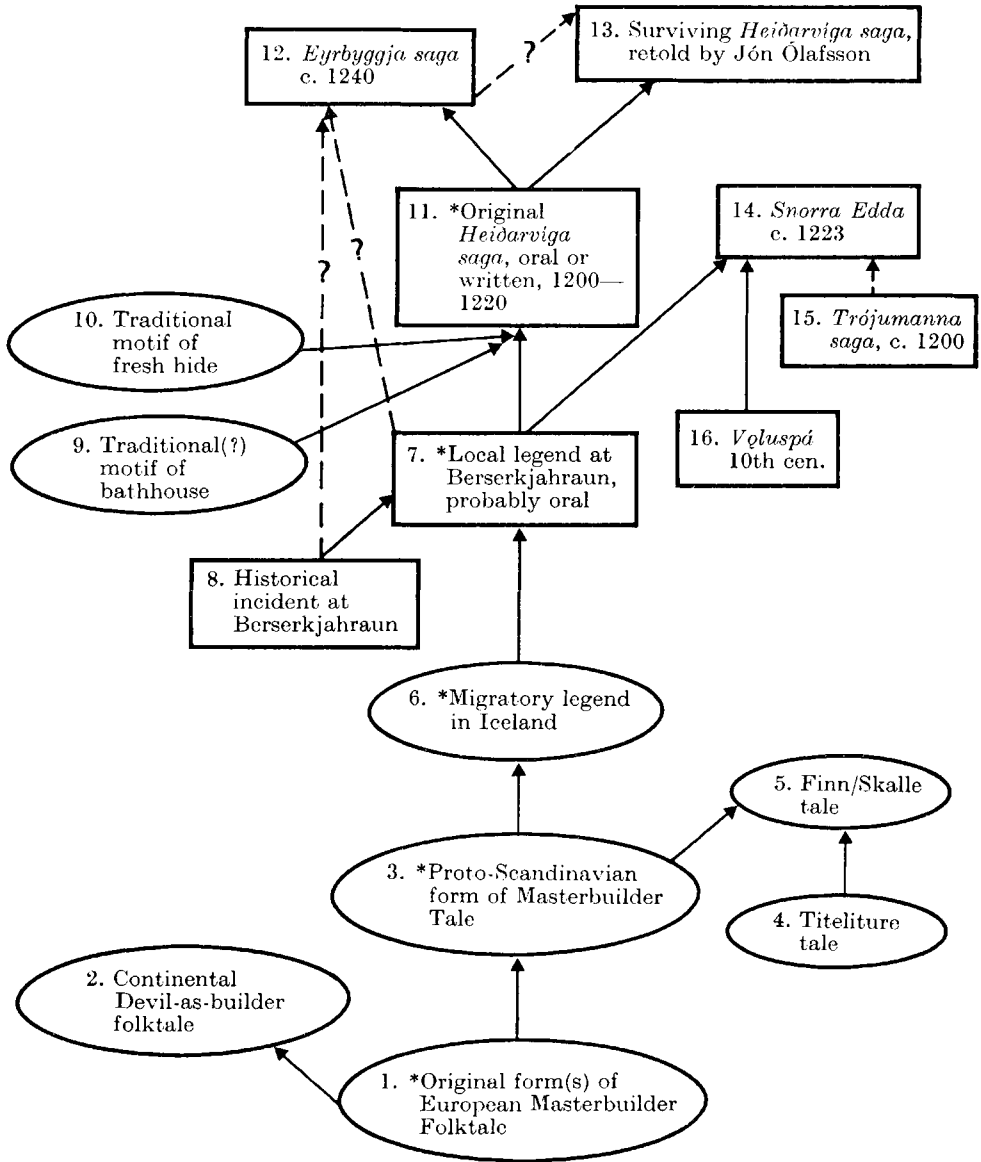 12. Eyrbyggja saga
c. 1240
?
13. Surviving Heiðarvíga saga,
retold by Jón Ólafsson
11. *Original
Heiðarvíga
saga, oral or
written, 1200—
1220
14. Snorra Edda
c. 1223
?
?
10. Traditional
motif of
fresh hide
15. Trójumanna
saga, c. 1200
9. Traditional(?)
motif of
bathhouse
7. *Local legend at
Berserkjahraun,
probably oral
16. Vǫluspá
10th cen.
8. Historical
incident at
Berserkjahraun
6. *Migratory legend
in Iceland
5. Finn/Skalle
tale
3. *Proto-Scandinavian
form of Masterbuilder
Tale
4. Titeliture
tale
2. Continental
Devil-as-builder
folktale
1. *Original form(s) of
European Masterbuilder
Folktale